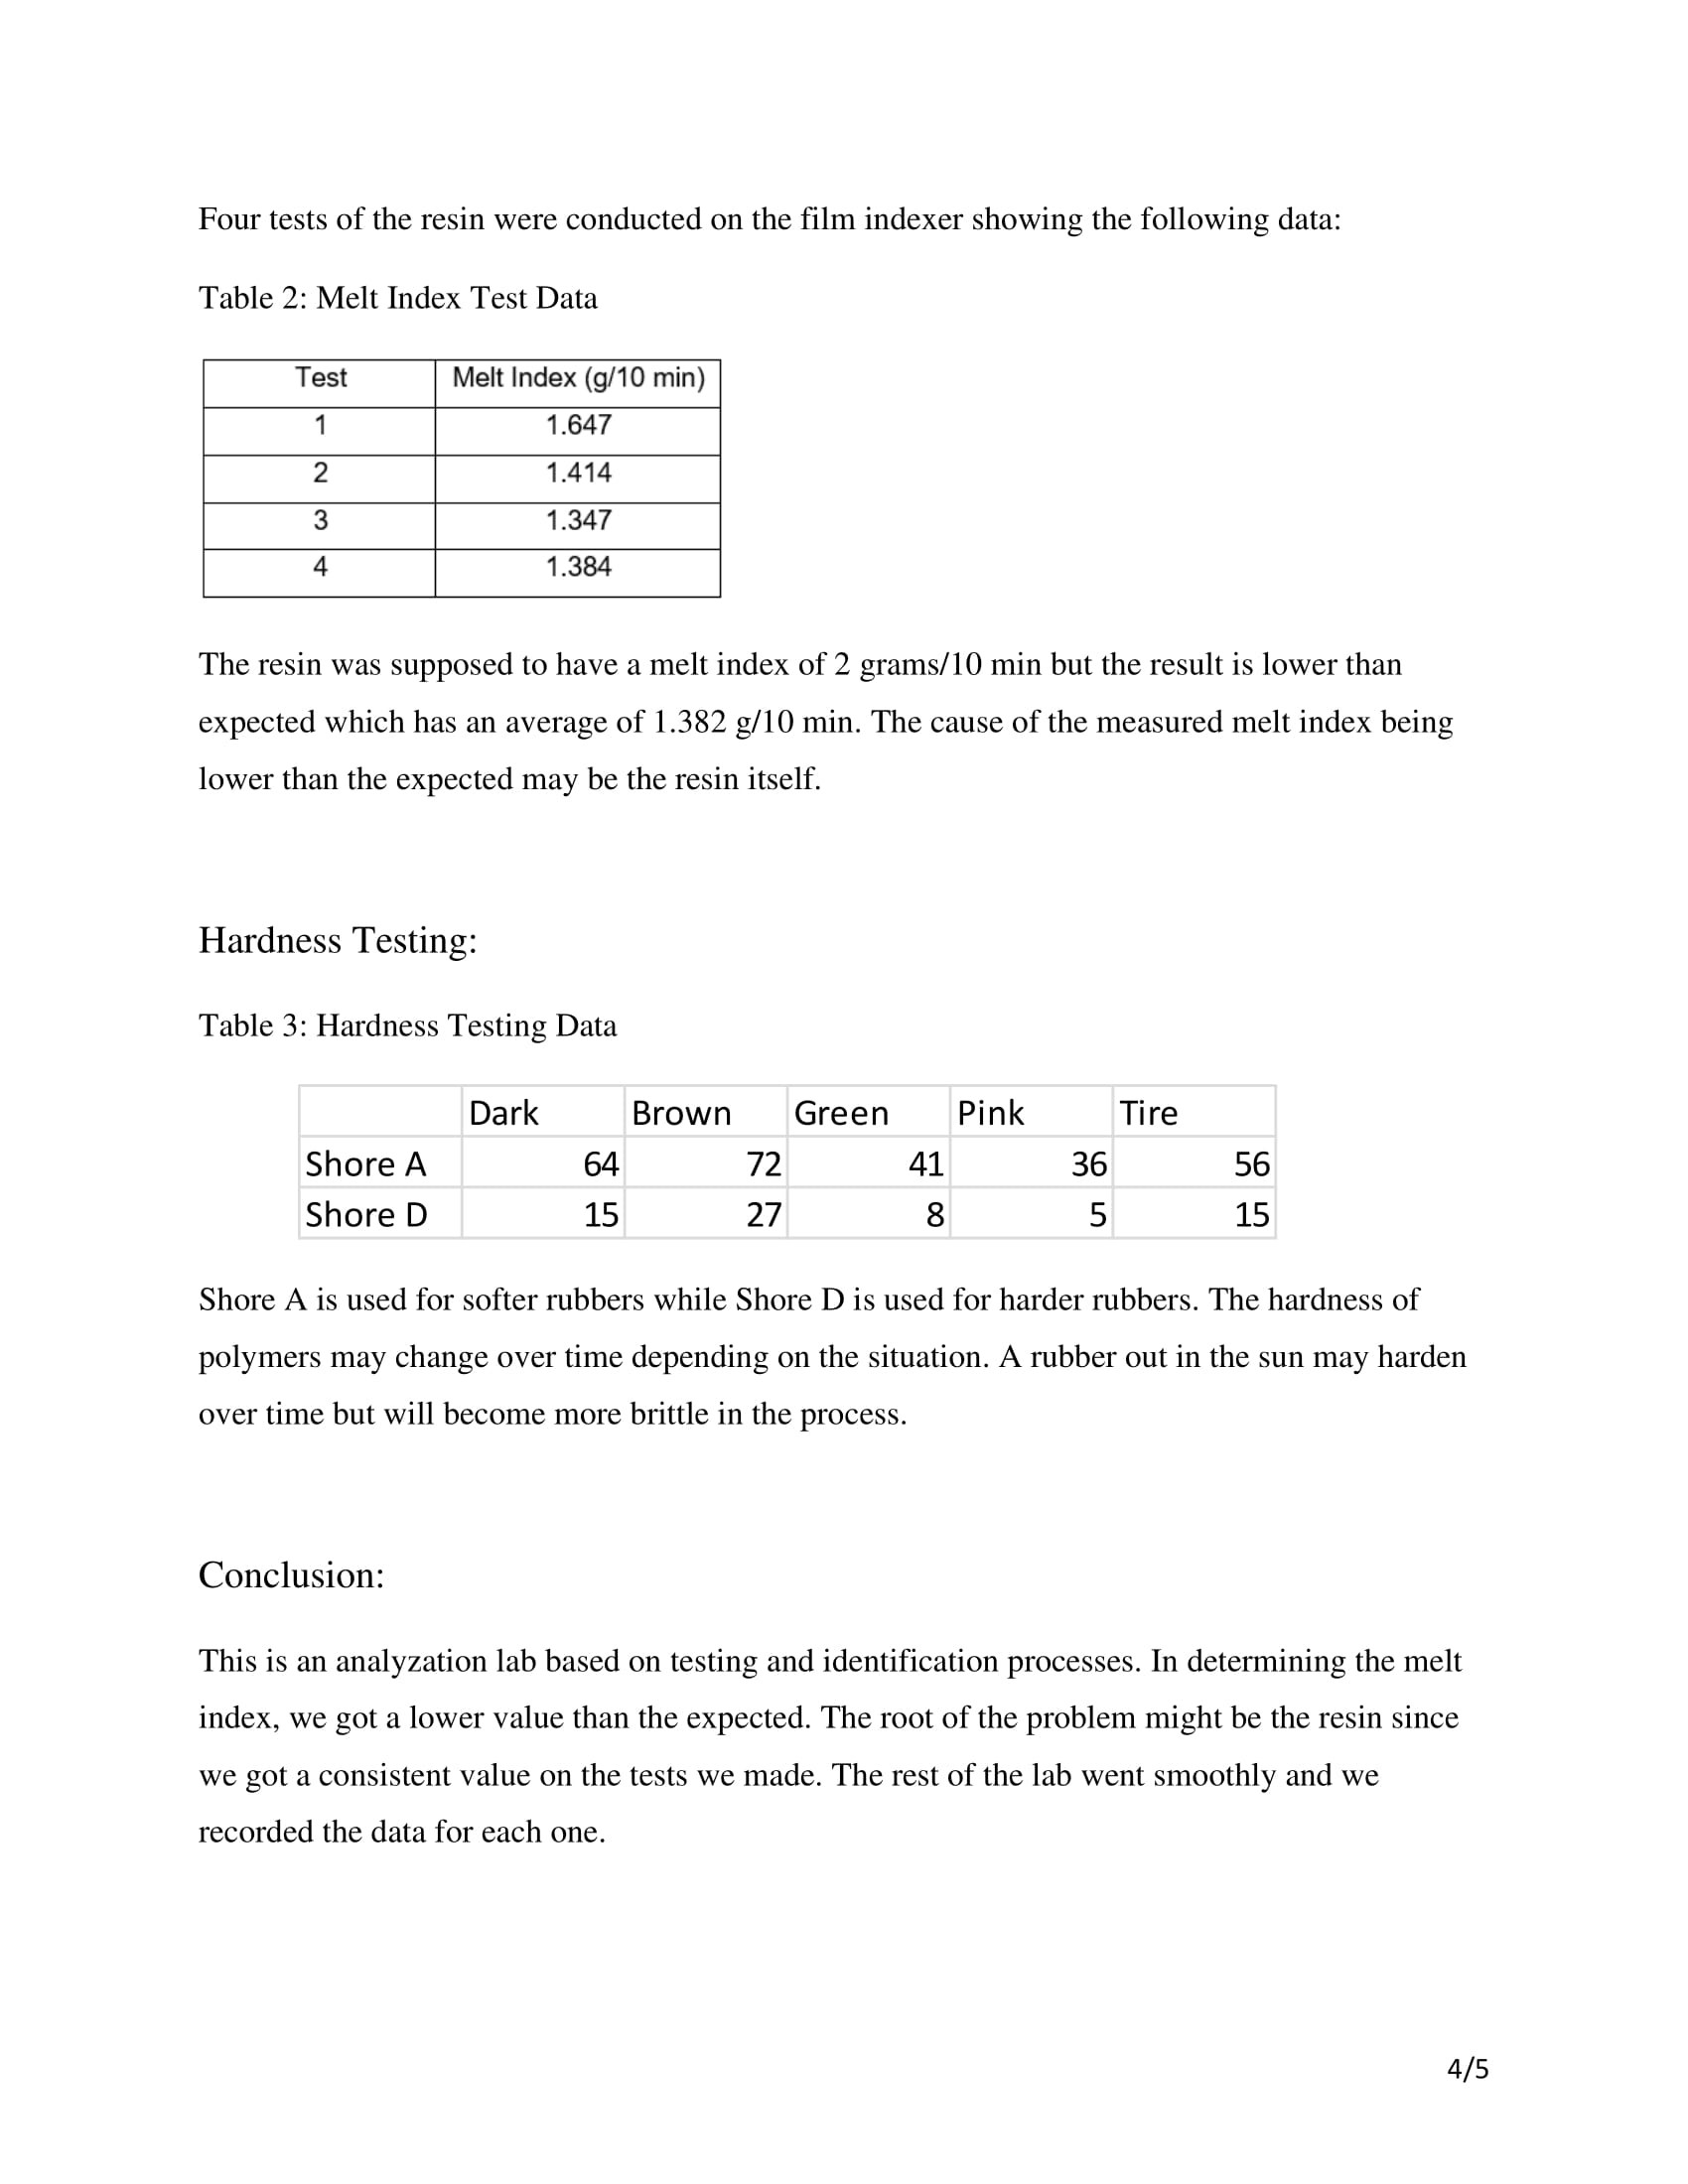 Four tests of the resin were conducted on the film indexer showing the following data:
Table 2: Melt Index Test Data
Test Melt Index (g/10 min)
1 1.647
2 1.414
3 1.347
4 1.384
The resin was supposed to have a melt index of 2 grams/10 min but the result is lower than
expected which has an average of 1.382 g/10 min. The cause of the measured melt index being
lower than the expected may be the resin itself.
Hardness Testing:
Table 3: Hardness Testing Data
Dark Brown Green Pink Tire
Shore A 64 72 41 36 56
Shore D 15 27 8 5 15
Shore A is used for softer rubbers while Shore D is used for harder rubbers. The hardness of
polymers may change over time depending on the situation. A rubber out in the sun may harden
over time but will become more brittle in the process.
Conclusion:
This is an analyzation lab based on testing and identification processes. In determining the melt
index, we got a lower value than the expected. The root of the problem might be the resin since
we got a consistent value on the tests we made. The rest of the lab went smoothly and we
recorded the data for each one.
4/5